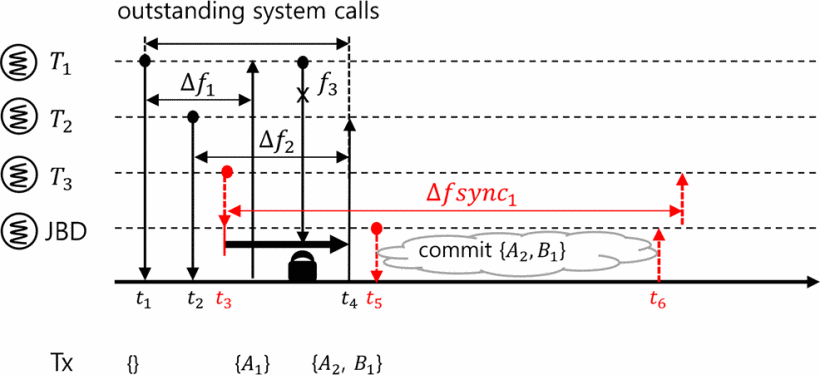 outstanding system calls
T₁
Δf₁
f₃
T₂
Δf₂
T₃
Δfsync₁
JBD
commit {A₂, B₁}
t₁ t₂ t₃ t₄ t₅ t₆
Tx {} {A₁} {A₂, B₁}